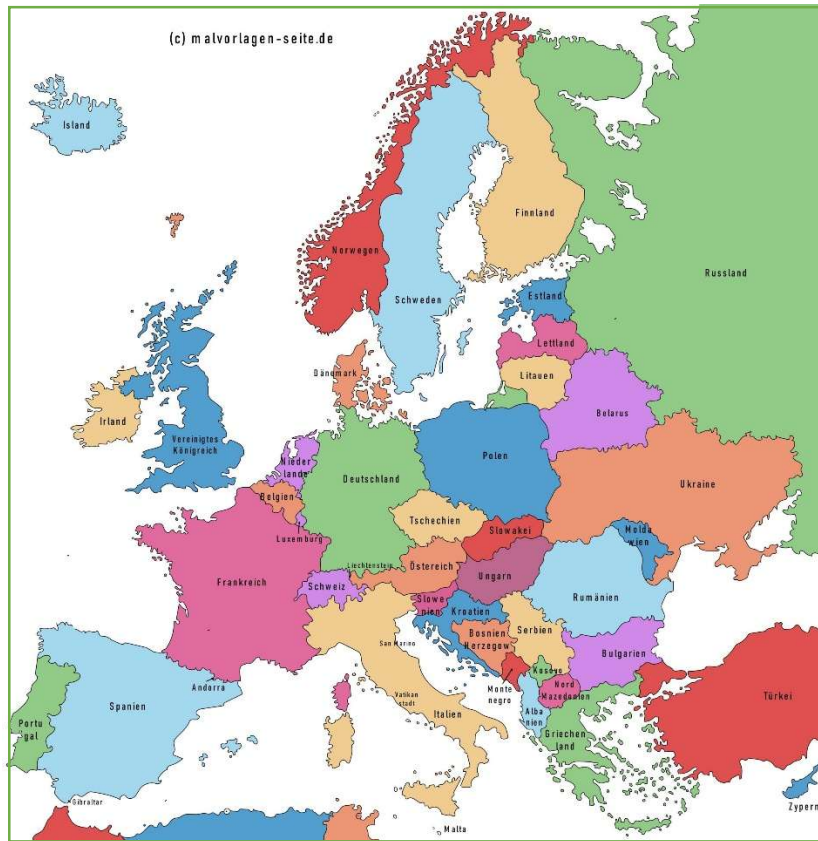 (c) malvorlagen-seite.de
Island
Finnland
Norwegen
Russland
Schweden
Estland
Lettland
Litauen
Dänumark
Belarus
Irland
Vereinigtes
Königreich
Nieder
lande
Polen
Deutschland
Ukraine
Belgien
Tschechien
Slowakei
Molda
wien
Luxemburg
Liechtenstein
Östereich
Frankreich
Schweiz
Ungarn
Rumänien
Slowe
nien
Kroatien
San Marino
Bosnien
Herzegow
Serbien
Bulgarien
Kosovo
Andorra
Monte
negro
Nord
Mazedonien
Türkei
Vatikan
stadt
Spanien
Italien
Alba
nien
Portu
gal
Griechen
land
Gibraltar
Zypern
Malta